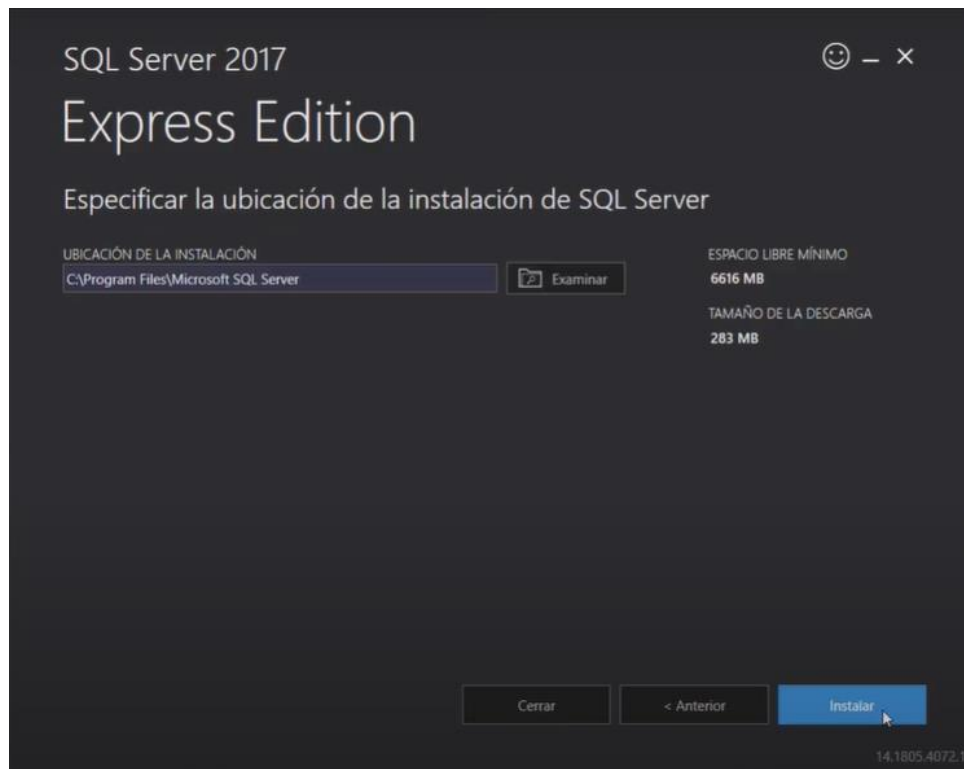 SQL Server 2017
Express Edition
Especificar la ubicación de la instalación de SQL Server
UBICACIÓN DE LA INSTALACIÓN
C:\Program Files\Microsoft SQL Server
Examinar
ESPACIO LIBRE MÍNIMO
6616 MB
TAMAÑO DE LA DESCARGA
283 MB
Cerrar
< Anterior
Instalar
14.1805.4072.1